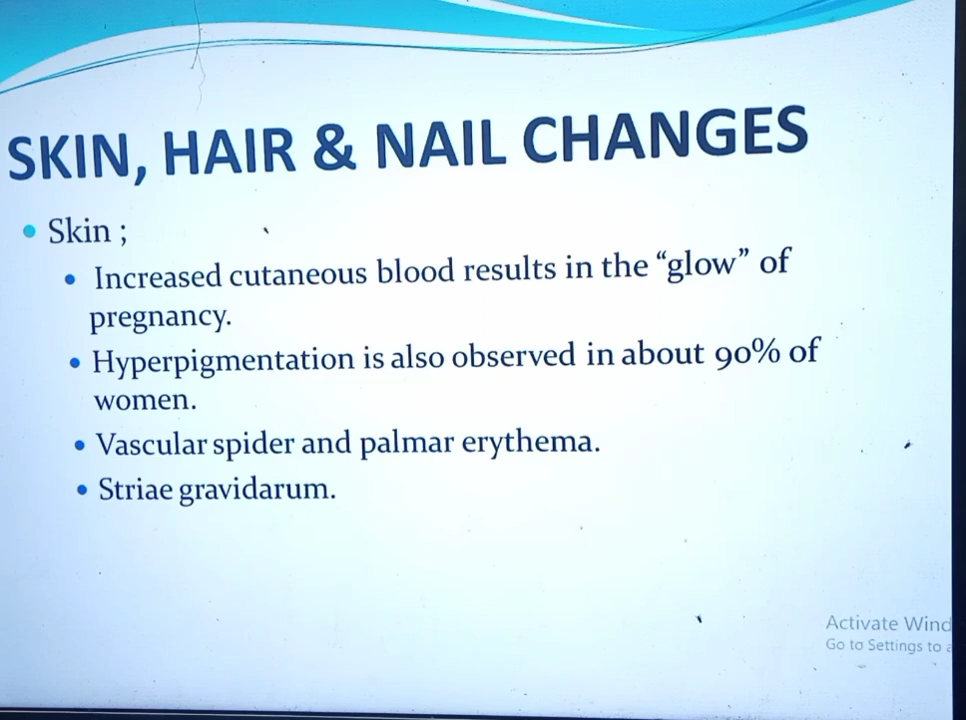 SKIN, HAIR & NAIL CHANGES
• Skin ;
• Increased cutaneous blood results in the “glow” of
pregnancy.
• Hyperpigmentation is also observed in about 90% of
women.
• Vascular spider and palmar erythema.
• Striae gravidarum.
Activate Wind
Go to Settings to a